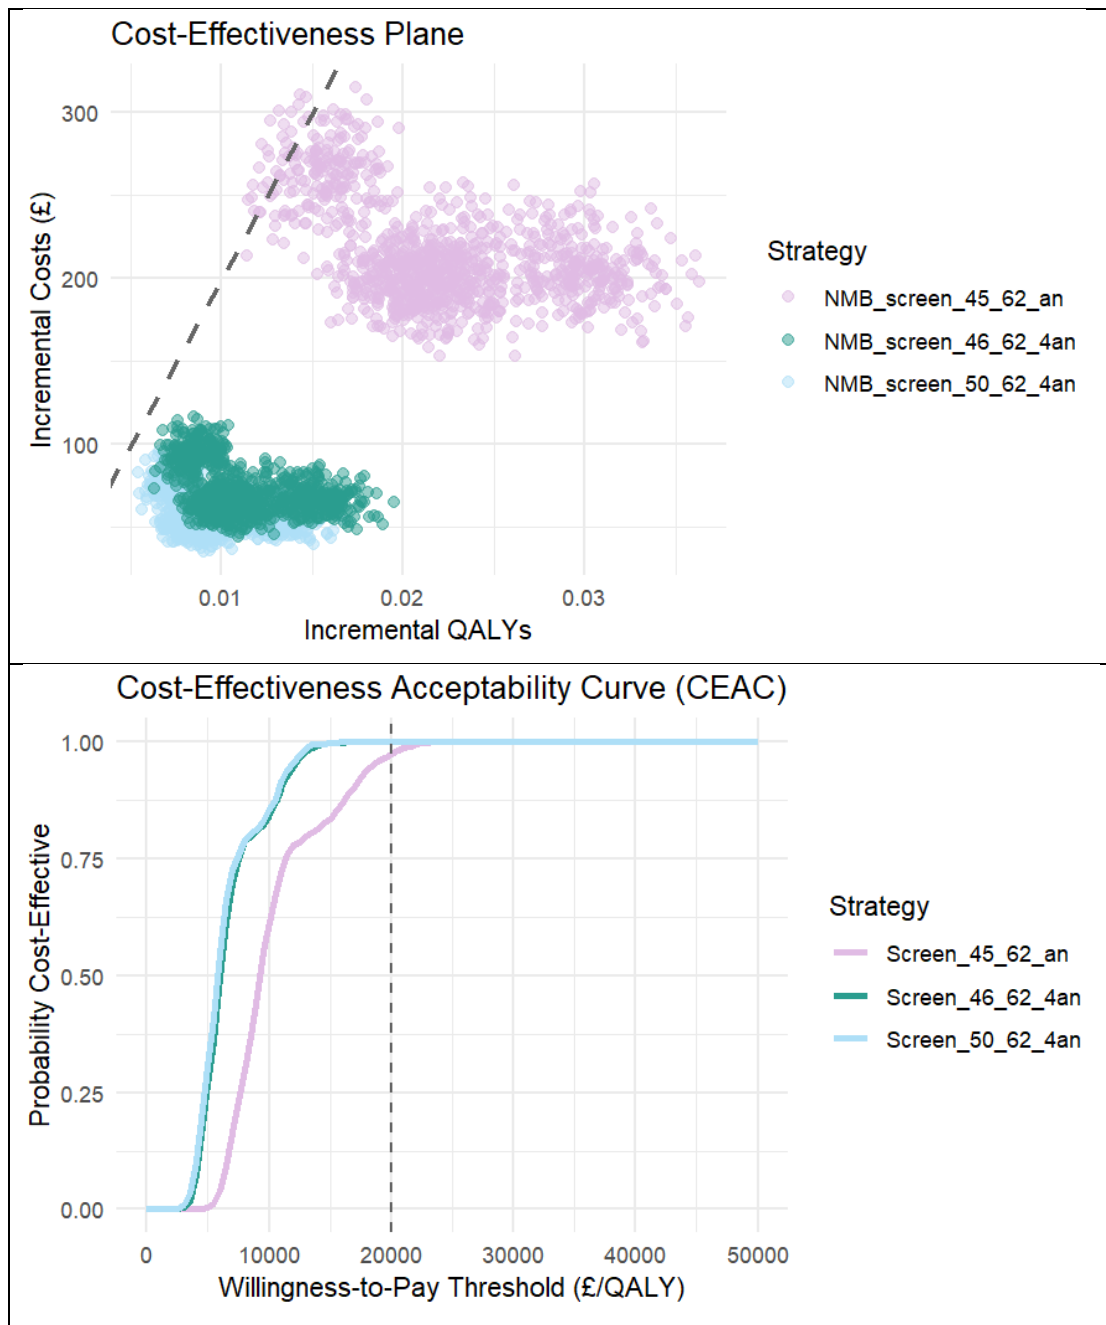 Cost-Effectiveness Plane
300
200
100
Incremental Costs (£)
0.01 0.02 0.03
Incremental QALYs
Strategy
NMB_screen_45_62_an
NMB_screen_46_62_4an
NMB_screen_50_62_4an
Cost-Effectiveness Acceptability Curve (CEAC)
1.00
0.75
0.50
0.25
0.00
Probability Cost-Effective
0 10000 20000 30000 40000 50000
Willingness-to-Pay Threshold (£/QALY)
Strategy
Screen_45_62_an
Screen_46_62_4an
Screen_50_62_4an